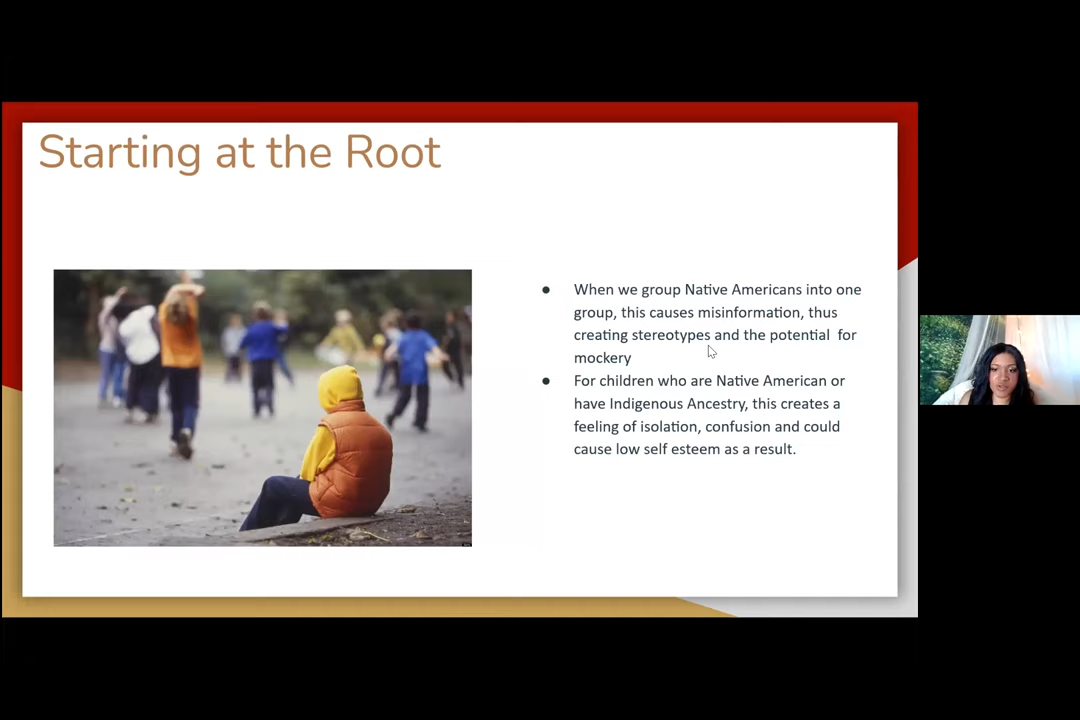 Starting at the Root
● When we group Native Americans into one
group, this causes misinformation, thus
creating stereotypes and the potential  for
mockery
● For children who are Native American or
have Indigenous Ancestry, this creates a
feeling of isolation, confusion and could
cause low self esteem as a result.